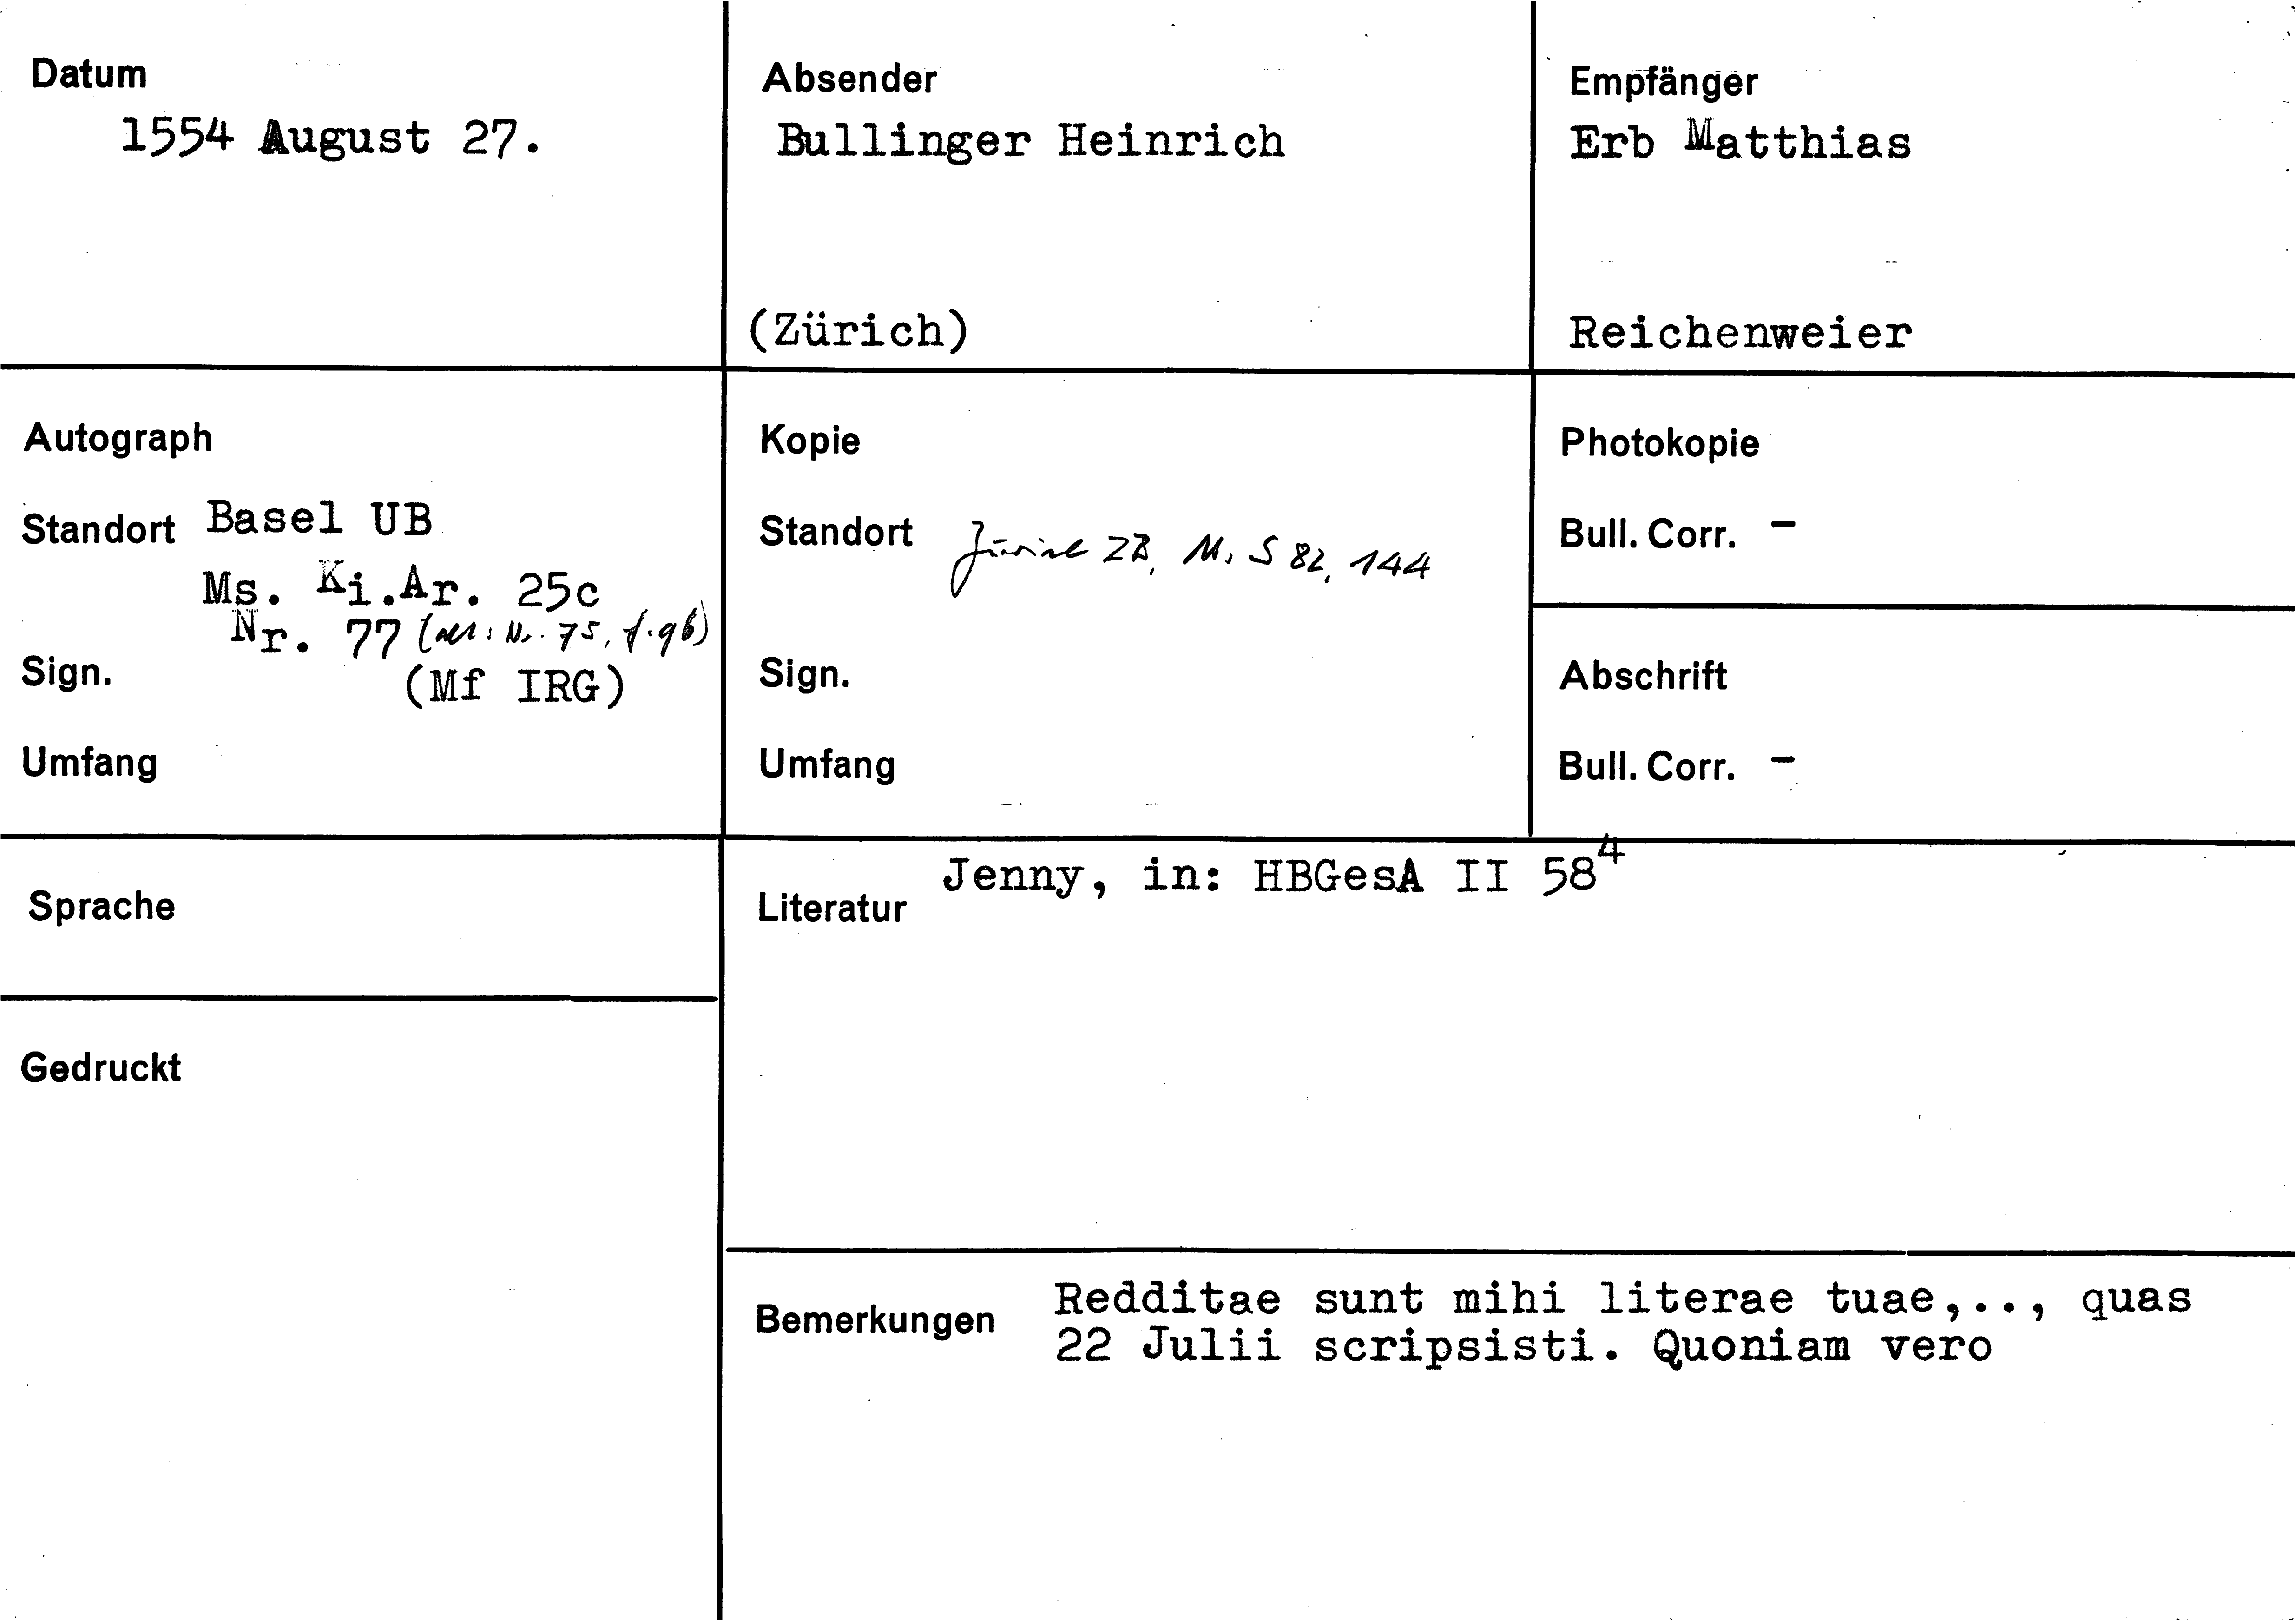 Datum
1554 August 27.
Absender
Bullinger Heinrich
(Zürich)
Empfänger
Erb Matthias
Reichenweier
Autograph
Standort Basel UB
Ms. Ki.Ar. 25c
Nr. 77 (alt: Nr. 75, f. 96)
Sign.
(Mf IRG)
Umfang
Kopie
Standort Zürich ZB, Ms S 82, 144
Sign.
Umfang
Photokopie
Bull. Corr. -
Abschrift
Bull. Corr. -
Sprache
Gedruckt
Literatur Jenny, in: HBGesA II 58⁴
Bemerkungen Redditae sunt mihi literae tuae,.., quas
22 Julii scripsisti. Quoniam vero